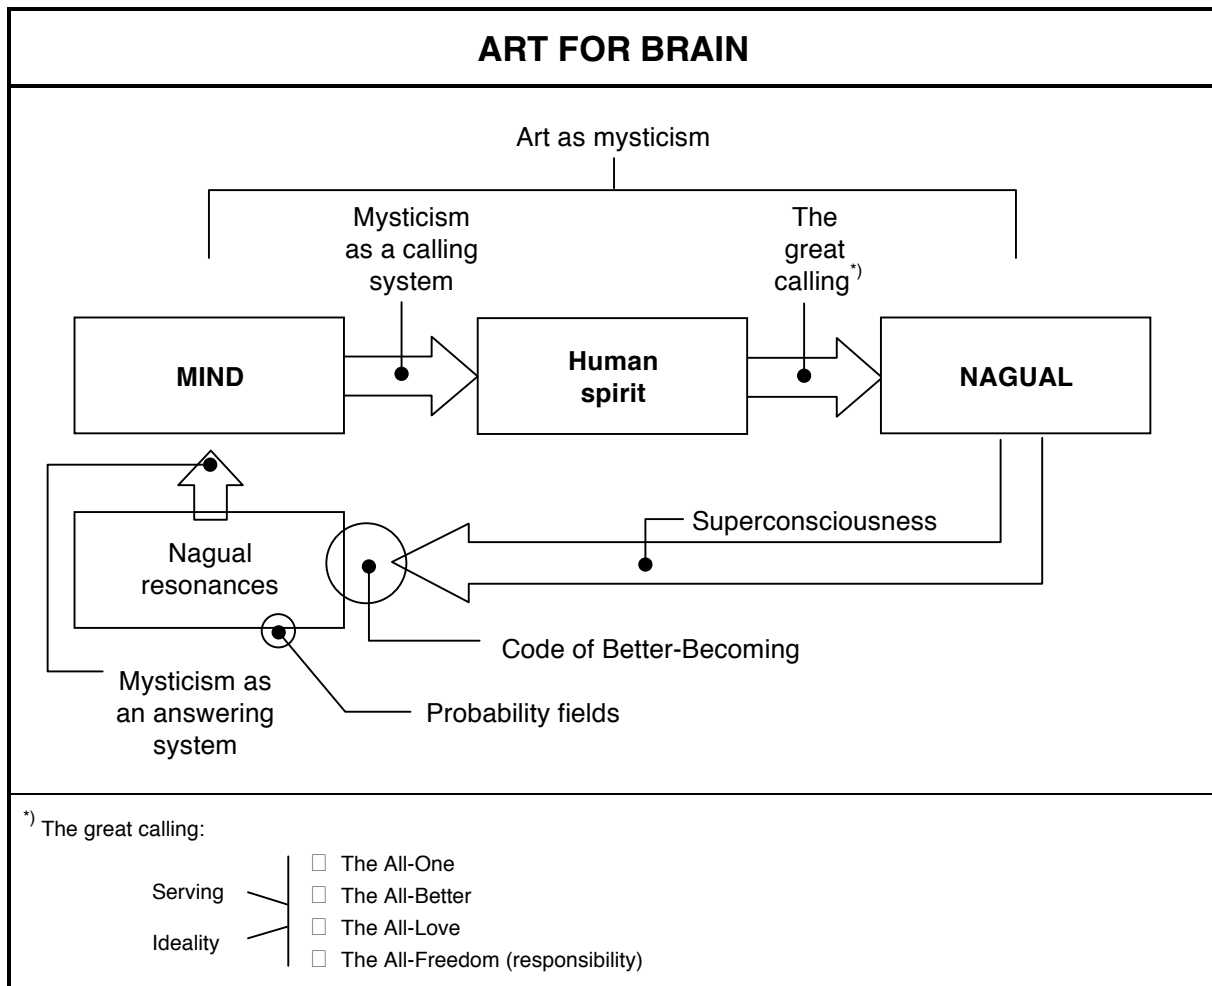 ART FOR BRAIN
Art as mysticism
Mysticism
as a calling
system
The
great
calling*)
MIND
Human
spirit
NAGUAL
Superconsciousness
Nagual
resonances
Code of Better-Becoming
Mysticism as
an answering
system
Probability fields
*) The great calling:
Serving
Ideality
The All-One
The All-Better
The All-Love
The All-Freedom (responsibility)